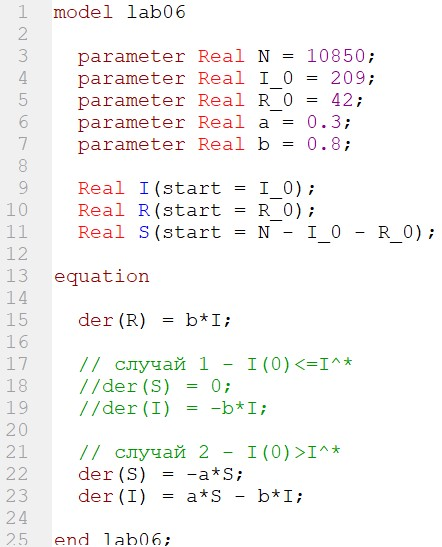 1 model lab06
2
3 parameter Real N = 10850;
4 parameter Real I_0 = 209;
5 parameter Real R_0 = 42;
6 parameter Real a = 0.3;
7 parameter Real b = 0.8;
8
9 Real I(start = I_0);
10 Real R(start = R_0);
11 Real S(start = N - I_0 - R_0);
12
13 equation
14
15 der(R) = b*I;
16
17 // случай 1 - I(0)<=I^*
18 //der(S) = 0;
19 //der(I) = -b*I;
20
21 // случай 2 - I(0)>I^*
22 der(S) = -a*S;
23 der(I) = a*S - b*I;
24
25 end lab06;